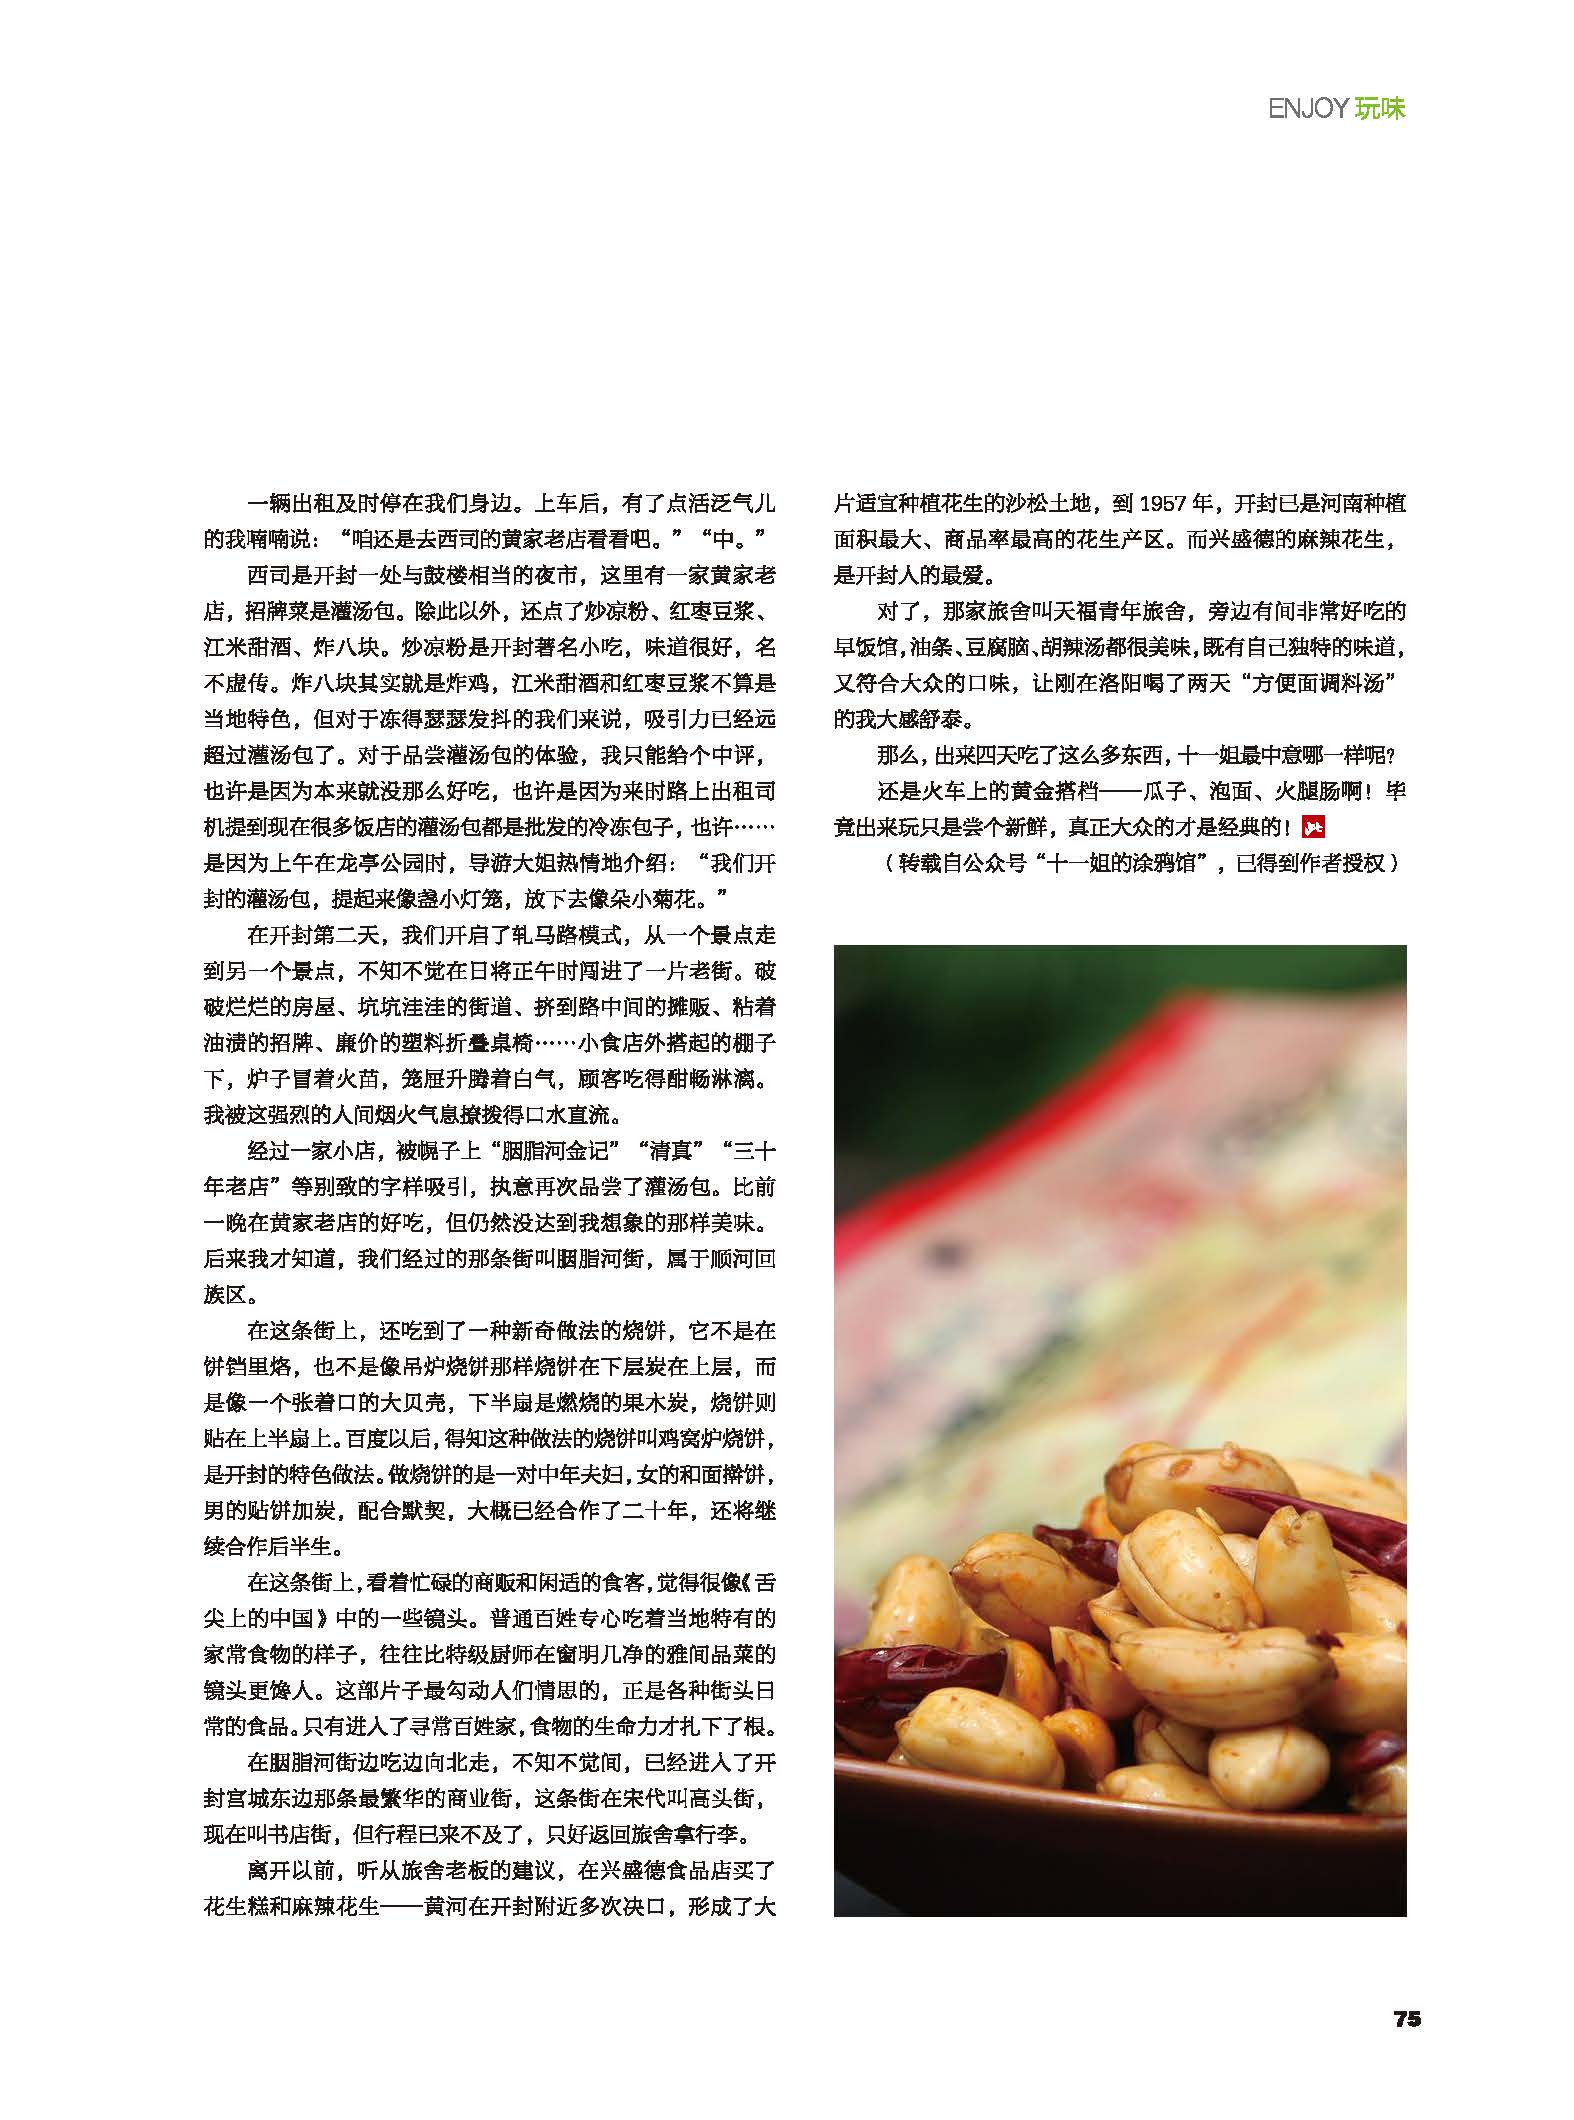 ENJOY 玩味
一辆出租及时停在我们身边。上车后，有了点活泛气儿
的我喃喃说：“咱还是去西司的黄家老店看看吧。”“中。”
西司是开封一处与鼓楼相当的夜市，这里有一家黄家老
店，招牌菜是灌汤包。除此以外，还点了炒凉粉、红枣豆浆、
江米甜酒、炸八块。炒凉粉是开封著名小吃，味道很好，名
不虚传。炸八块其实就是炸鸡，江米甜酒和红枣豆浆不算是
当地特色，但对于冻得瑟瑟发抖的我们来说，吸引力已经远
超过灌汤包了。对于品尝灌汤包的体验，我只能给个中评，
也许是因为本来就没那么好吃，也许是因为来时路上出租司
机提到现在很多饭店的灌汤包都是批发的冷冻包子，也许……
是因为上午在龙亭公园时，导游大姐热情地介绍：“我们开
封的灌汤包，提起来像盏小灯笼，放下去像朵小菊花。”
在开封第二天，我们开启了轧马路模式，从一个景点走
到另一个景点，不知不觉在日将正午时闯进了一片老街。破
破烂烂的房屋、坑坑洼洼的街道、挤到路中间的摊贩、粘着
油渍的招牌、廉价的塑料折叠桌椅……小食店外搭起的棚子
下，炉子冒着火苗，笼屉升腾着白气，顾客吃得酣畅淋漓。
我被这强烈的人间烟火气息撩拨得口水直流。
经过一家小店，被幌子上“胭脂河金记”“清真”“三十
年老店”等别致的字样吸引，执意再次品尝了灌汤包。比前
一晚在黄家老店的好吃，但仍然没达到我想象的那样美味。
后来我才知道，我们经过的那条街叫胭脂河街，属于顺河回
族区。
在这条街上，还吃到了一种新奇做法的烧饼，它不是在
饼铛里烙，也不是像吊炉烧饼那样烧饼在下层炭在上层，而
是像一个张着口的大贝壳，下半扇是燃烧的果木炭，烧饼则
贴在上半扇上。百度以后，得知这种做法的烧饼叫鸡窝炉烧饼，
是开封的特色做法。做烧饼的是一对中年夫妇，女的和面擀饼，
男的贴饼加炭，配合默契，大概已经合作了二十年，还将继
续合作后半生。
在这条街上，看着忙碌的商贩和闲适的食客，觉得很像《舌
尖上的中国》中的一些镜头。普通百姓专心吃着当地特有的
家常食物的样子，往往比特级厨师在窗明几净的雅间品菜的
镜头更馋人。这部片子最勾动人们情思的，正是各种街头日
常的食品。只有进入了寻常百姓家，食物的生命力才扎下了根。
在胭脂河街边吃边向北走，不知不觉间，已经进入了开
封宫城东边那条最繁华的商业街，这条街在宋代叫高头街，
现在叫书店街，但行程已来不及了，只好返回旅舍拿行李。
离开以前，听从旅舍老板的建议，在兴盛德食品店买了
花生糕和麻辣花生——黄河在开封附近多次决口，形成了大
片适宜种植花生的沙松土地，到 1957 年，开封已是河南种植
面积最大、商品率最高的花生产区。而兴盛德的麻辣花生，
是开封人的最爱。
对了，那家旅舍叫天福青年旅舍，旁边有间非常好吃的
早饭馆，油条、豆腐脑、胡辣汤都很美味，既有自己独特的味道，
又符合大众的口味，让刚在洛阳喝了两天“方便面调料汤”
的我大感舒泰。
那么，出来四天吃了这么多东西，十一姐最中意哪一样呢？
还是火车上的黄金搭档——瓜子、泡面、火腿肠啊！毕
竟出来玩只是尝个新鲜，真正大众的才是经典的！
（转载自公众号“十一姐的涂鸦馆”，已得到作者授权）
75